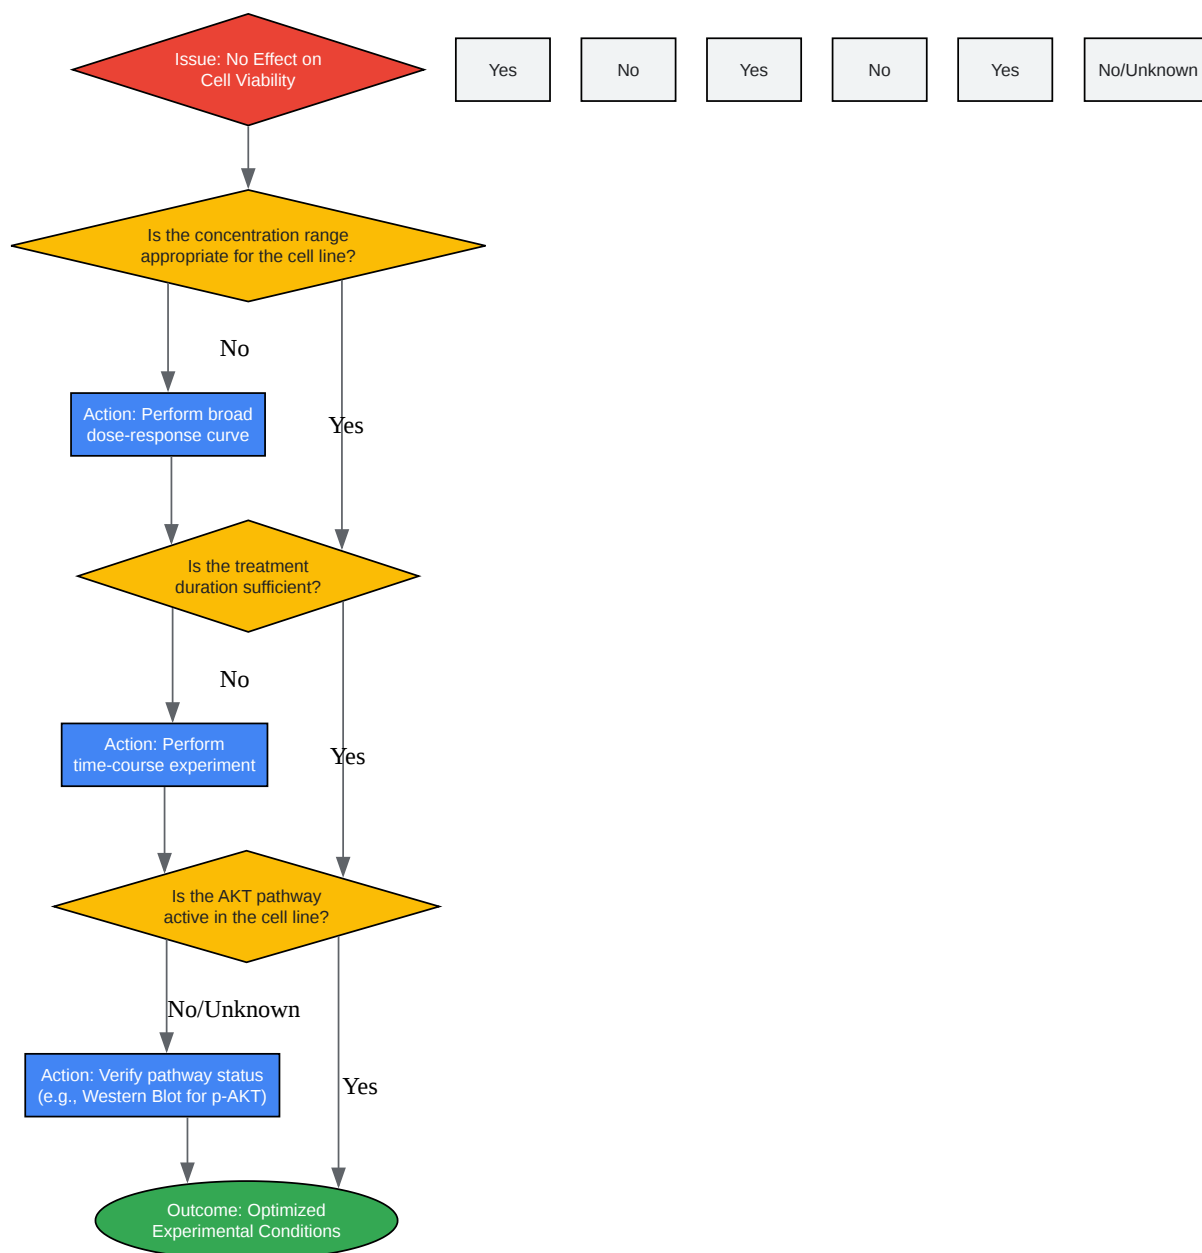 Issue: No Effect on
Cell Viability
Yes
No
Yes
No
Yes
No/Unknown
Is the concentration range
appropriate for the cell line?
No
Action: Perform broad
dose-response curve
Yes
Is the treatment
duration sufficient?
No
Action: Perform
time-course experiment
Yes
Is the AKT pathway
active in the cell line?
No/Unknown
Action: Verify pathway status
(e.g., Western Blot for p-AKT)
Yes
Outcome: Optimized
Experimental Conditions